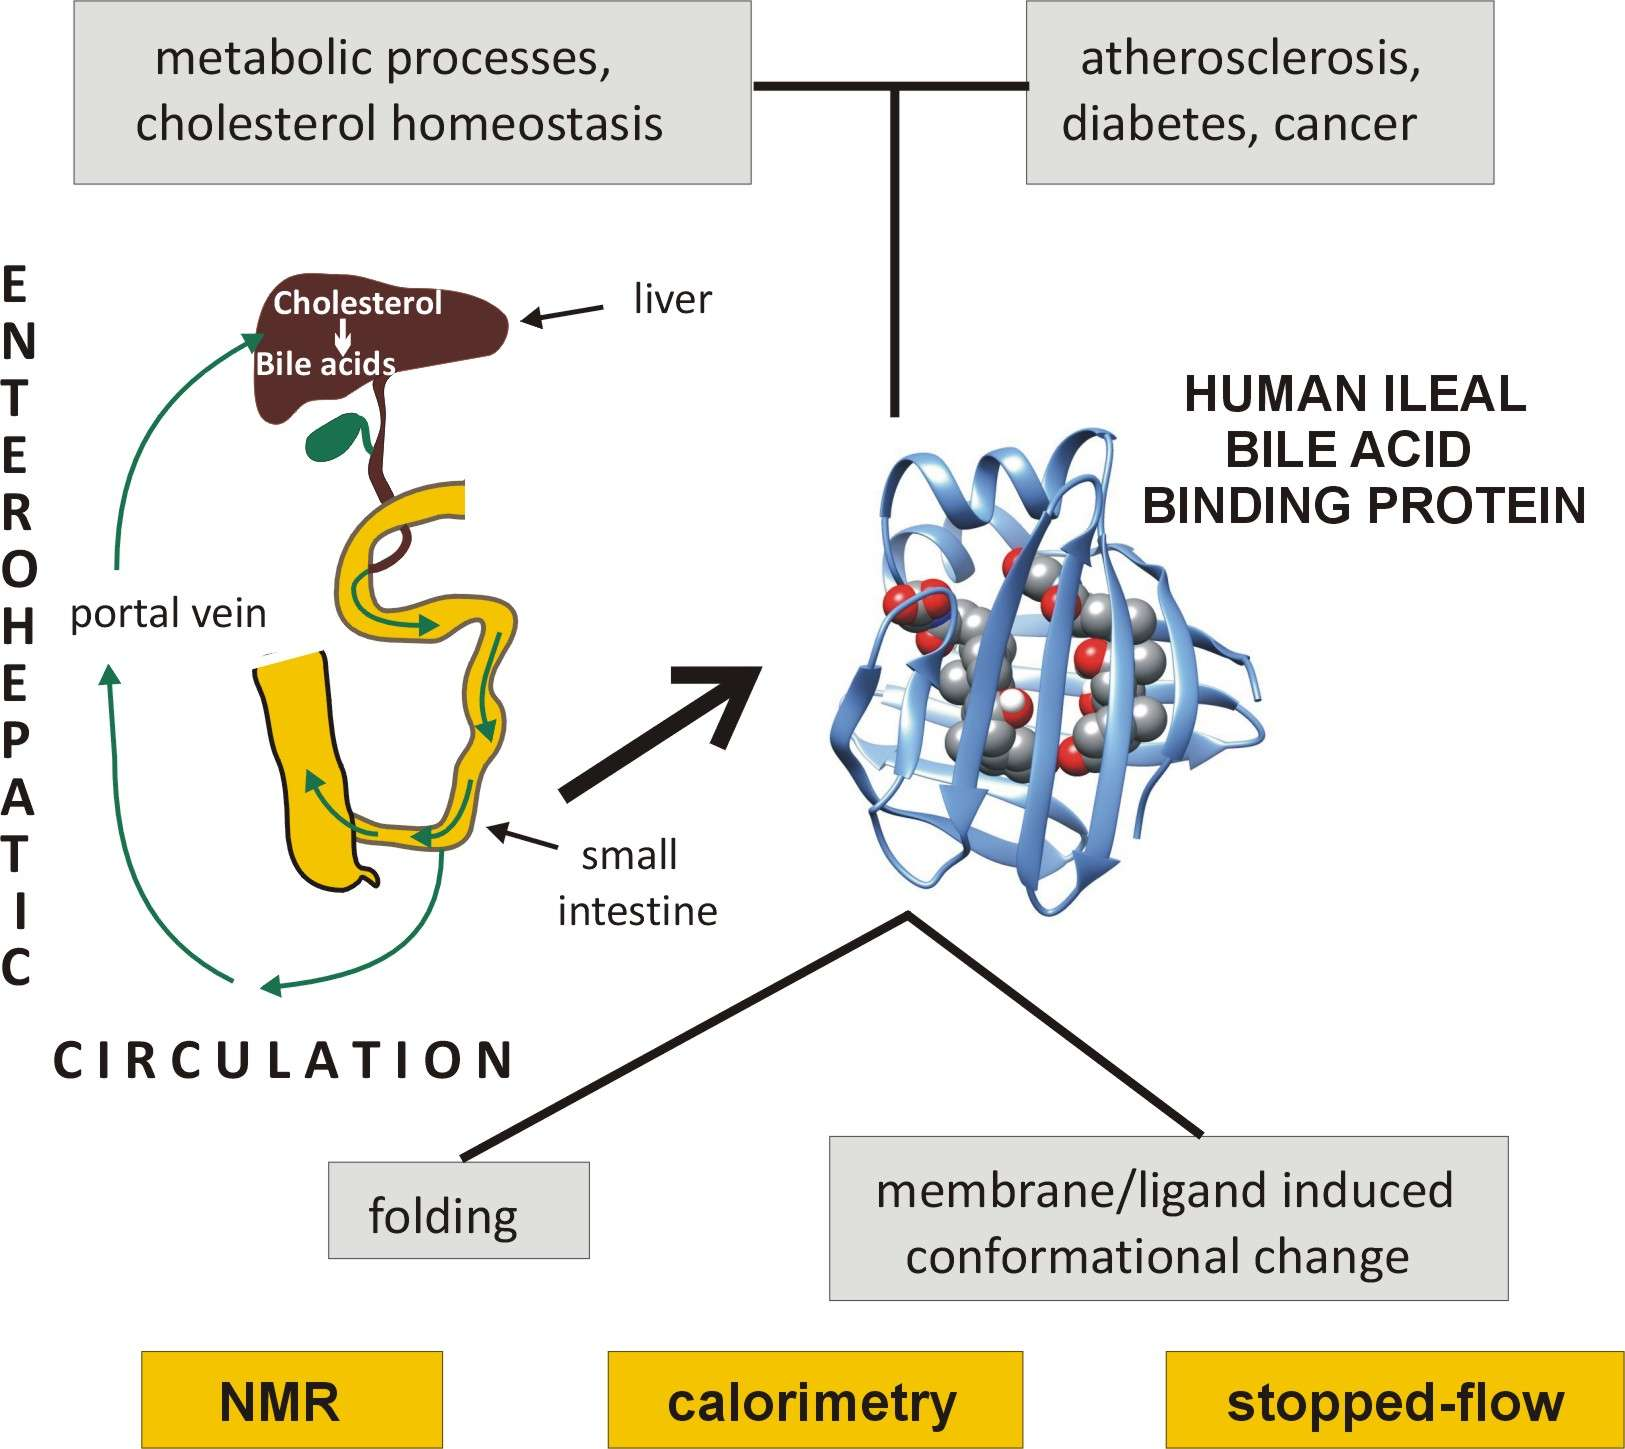 metabolic processes,
cholesterol homeostasis
atherosclerosis,
diabetes, cancer
ENTEROHEPATIC
Cholesterol
Bile acids
liver
HUMAN ILEAL
BILE ACID
BINDING PROTEIN
portal vein
small
intestine
CIRCULATION
folding
membrane/ligand induced
conformational change
NMR
calorimetry
stopped-flow